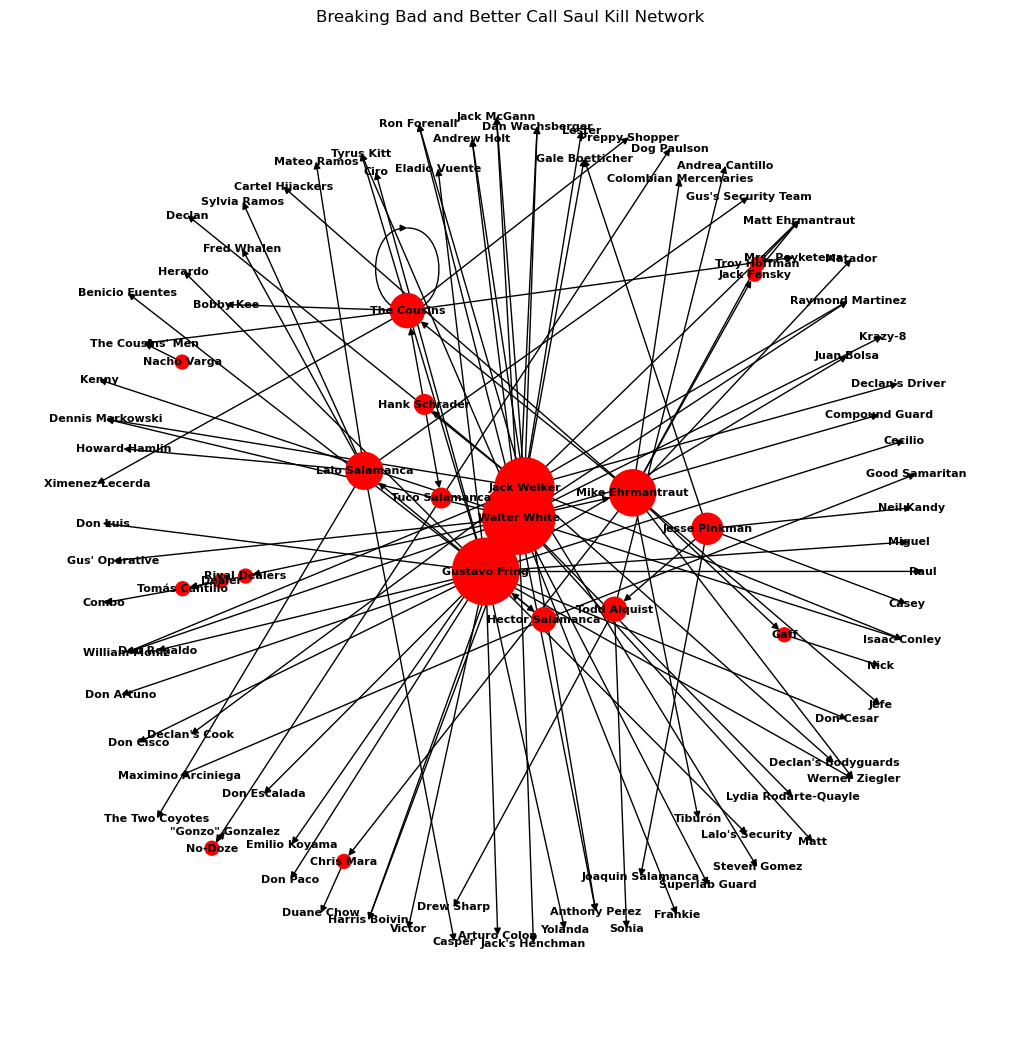 Breaking Bad and Better Call Saul Kill Network
Jack McGann
Ron Forenall
Dan Wachsberger
Lester
Andrew Holt
Preppy Shopper
Dog Paulson
Tyrus Kitt
Mateo Ramos
Gale Boetticher
Andrea Cantillo
Ciro
Eladio Vuente
Colombian Mercenaries
Cartel Hijackers
Gus's Security Team
Sylvia Ramos
Declan
Matt Ehrmantraut
Fred Whalen
Matador
Troy Hoffman
Herardo
Jack Fensky
Benicio Fuentes
Bobby Kee
Raymond Martinez
The Cousins
Krazy-8
The Cousins' Men
Juan Bolsa
Nacho Varga
Kenny
Declan's Driver
Hank Schrader
Dennis Markowski
Compound Guard
Howard Hamlin
Cecilio
Lalo Salamanca
Good Samaritan
Ximenez Lecerda
Jack Welker
Mike Ehrmantraut
Tuco Salamanca
Neil Kandy
Walter White
Don Luis
Jesse Pinkman
Miguel
Gus' Operative
Gustavo Fring
Raul
Rival Dealers
Dealer
Tomás Cantillo
Combo
Casey
Todd Alquist
Hector Salamanca
Gaff
Isaac Conley
William Moniz
Nick
Don Artuno
Jefe
Don Cesar
Declan's Cook
Don Cisco
Declan's Bodyguards
Maximino Arciniega
Werner Ziegler
Don Escalada
Lydia Rodarte-Quayle
The Two Coyotes
Tiburón
"Gonzo" Gonzalez
Lalo's Security
Emilio Koyama
Matt
No-Doze
Chris Mara
Steven Gomez
Joaquin Salamanca
Don Paco
Superlab Guard
Drew Sharp
Duane Chow
Anthony Perez
Frankie
Harris Boivin
Victor
Yolanda
Sonia
Arturo Colon
Casper
Jack's Henchman